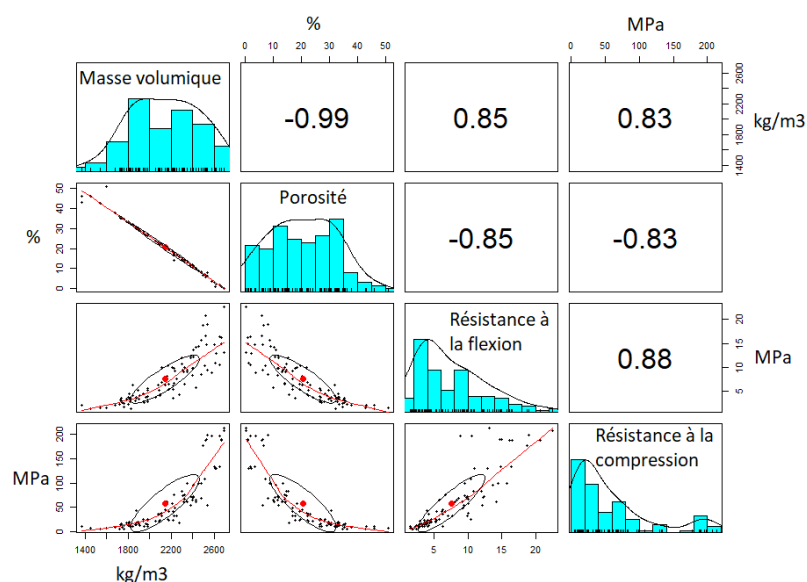 % MPa
0 10 20 30 40 50 0 50 100 150 200
Masse volumique
-0.99
0.85
0.83
1400 1800 2200 2600
kg/m3
%
0 10 20 30 40 50
Porosité
-0.85
-0.83
Résistance à
la flexion
0.88
5 10 15 20
MPa
MPa
0 50 100 150 200
Résistance à la
compression
1400 1800 2200 2600 5 10 15 20
kg/m3